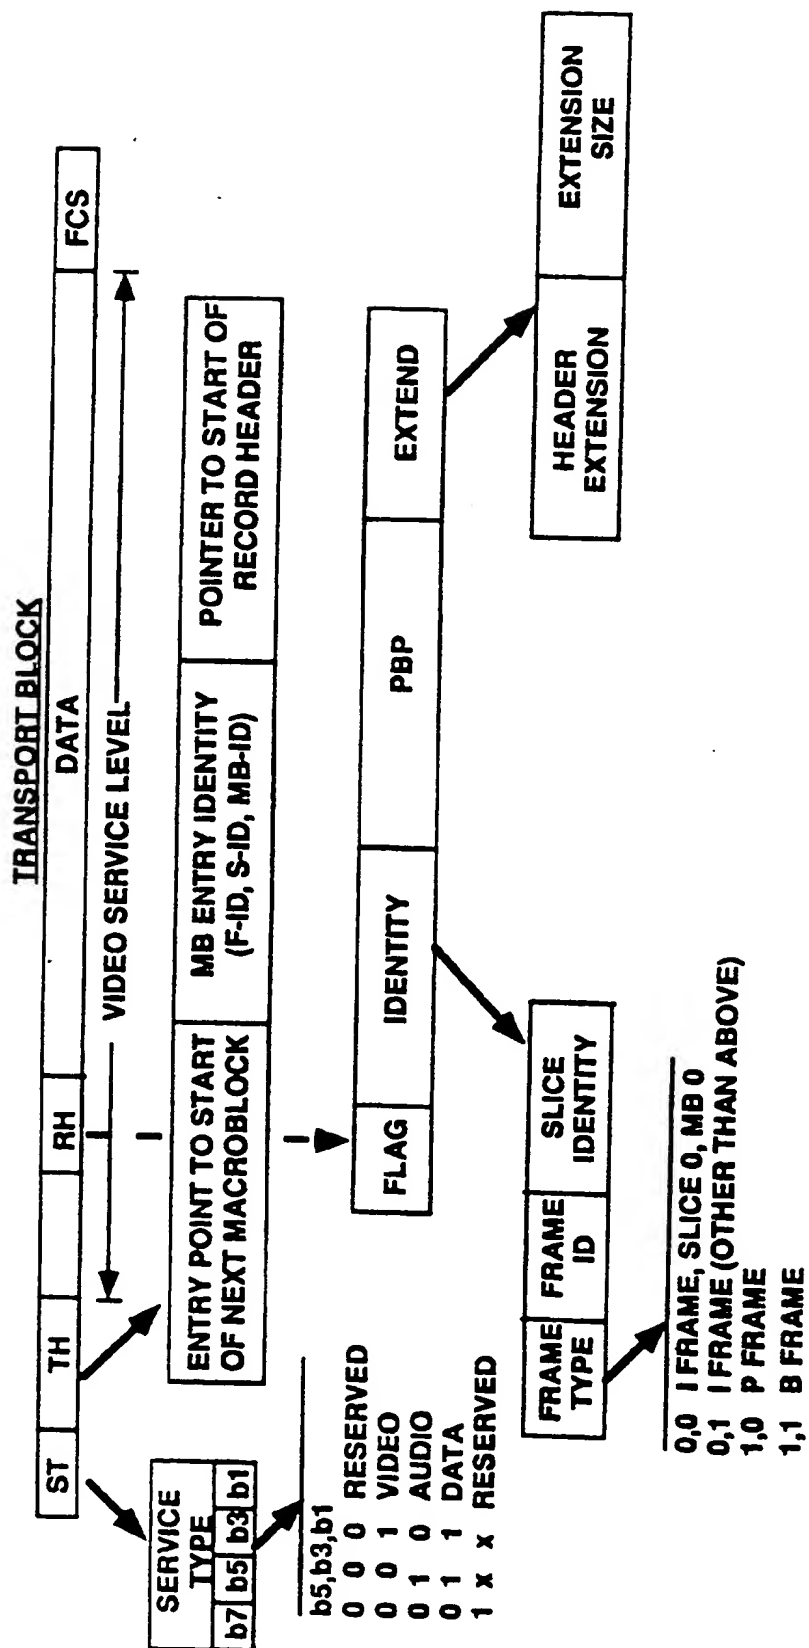 TRANSPORT BLOCK
ST
TH
RH
DATA
FCS
VIDEO SERVICE LEVEL
SERVICE
TYPE
b7 b5 b3 b1
b5,b3,b1
0 0 0 RESERVED
0 0 1 VIDEO
0 1 0 AUDIO
0 1 1 DATA
1 x x RESERVED
ENTRY POINT TO START
OF NEXT MACROBLOCK
MB ENTRY IDENTITY
(F-ID, S-ID, MB-ID)
POINTER TO START OF
RECORD HEADER
FLAG
IDENTITY
PBP
EXTEND
FRAME
TYPE
FRAME
ID
SLICE
IDENTITY
HEADER
EXTENSION
EXTENSION
SIZE
0,0 I FRAME, SLICE 0, MB 0
0,1 I FRAME (OTHER THAN ABOVE)
1,0 P FRAME
1,1 B FRAME